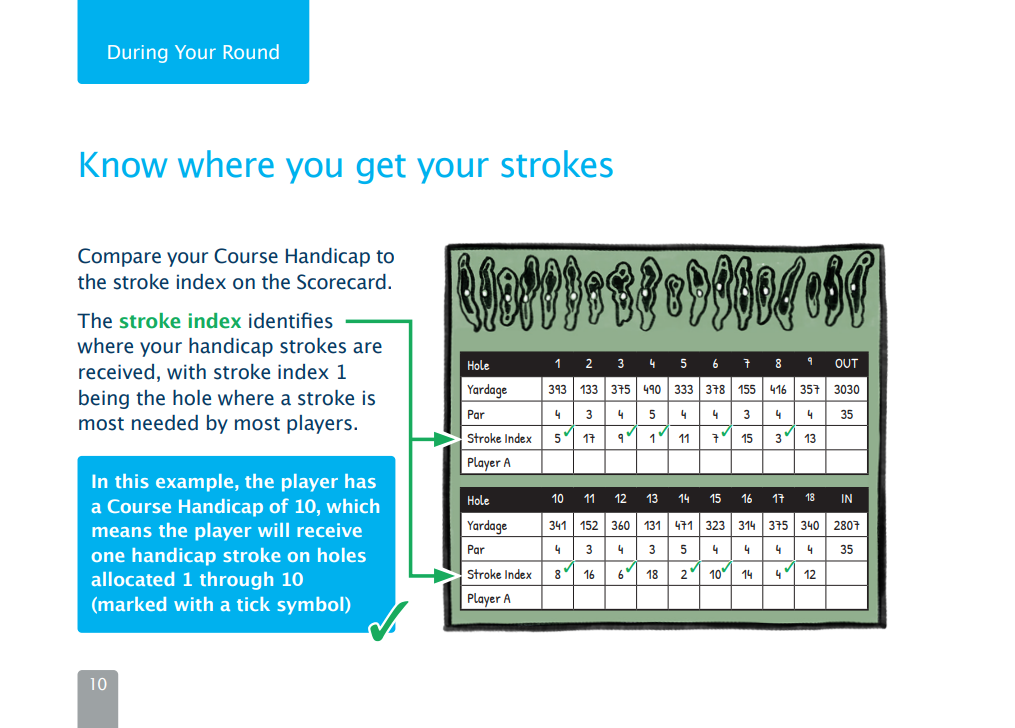 During Your Round
Know where you get your strokes
Compare your Course Handicap to
the stroke index on the Scorecard.
The stroke index identifies
where your handicap strokes are
received, with stroke index 1
being the hole where a stroke is
most needed by most players.
In this example, the player has
a Course Handicap of 10, which
means the player will receive
one handicap stroke on holes
allocated 1 through 10
(marked with a tick symbol)
Hole 1 2 3 4 5 6 7 8 9 OUT
Yardage 393 133 375 490 333 378 155 416 357 3030
Par 4 3 4 5 4 4 3 4 4 35
Stroke Index 5 17 9 1 11 7 15 3 13
Player A
Hole 10 11 12 13 14 15 16 17 18 IN
Yardage 341 152 360 131 471 323 314 375 340 2807
Par 4 3 4 3 5 4 4 4 4 35
Stroke Index 8 16 6 18 2 10 14 4 12
Player A
10